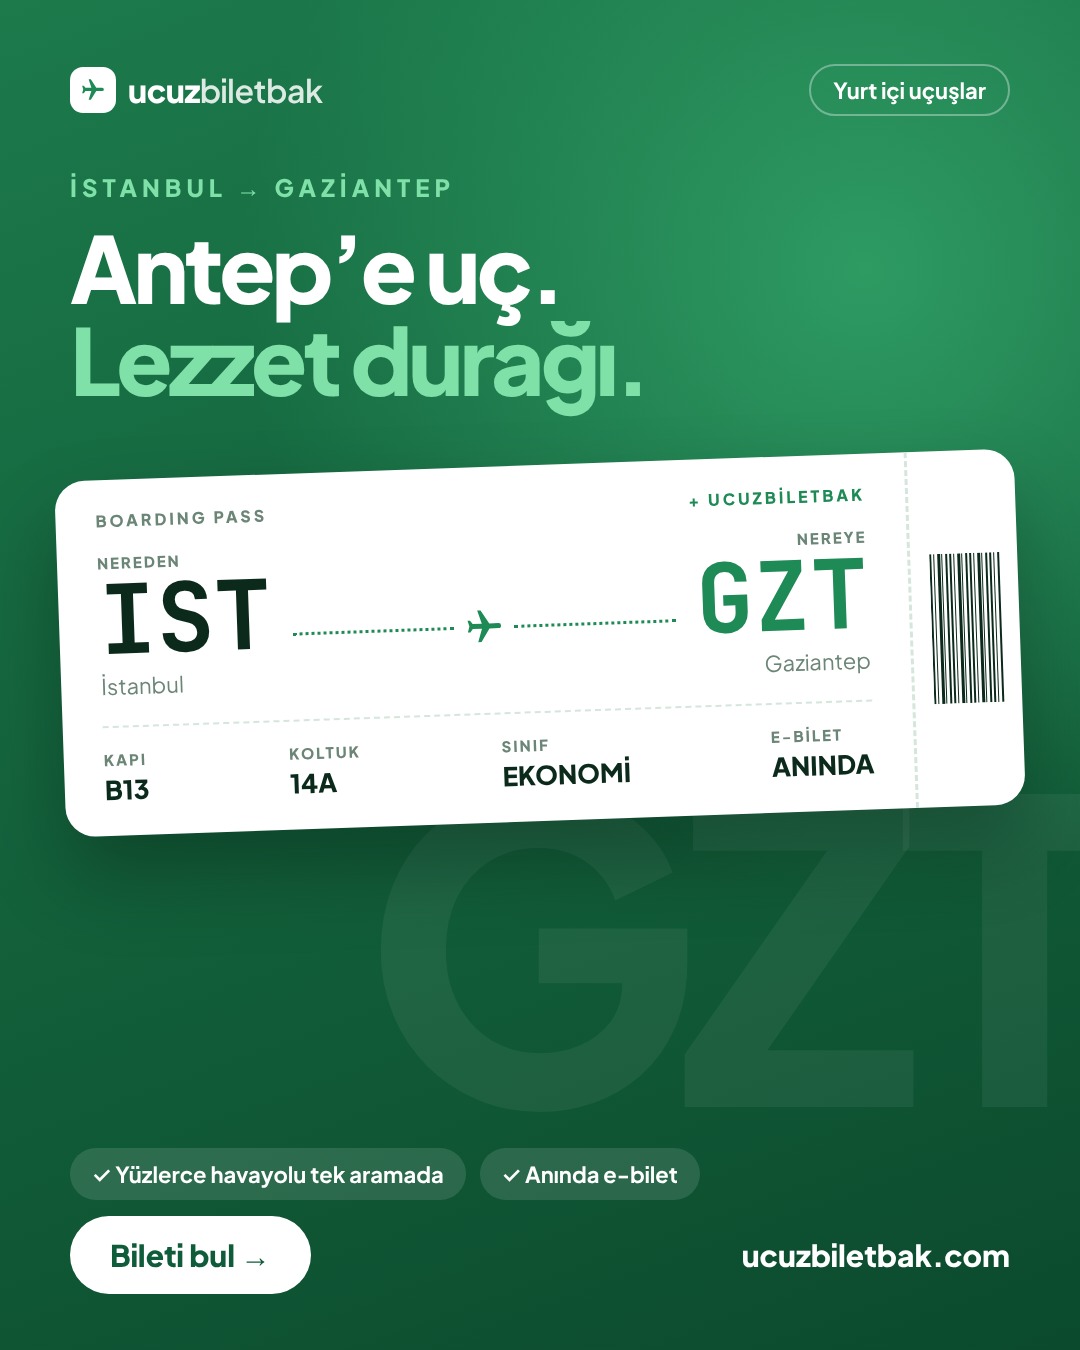 ucuzbiletbak
Yurt içi uçuşlar
İSTANBUL → GAZİANTEP
Antep’e uç.
Lezzet durağı.
BOARDING PASS
+ UCUZBİLETBAK
NEREDEN
NEREYE
IST
GZT
İstanbul
Gaziantep
KAPI
KOLTUK
SINIF
E-BİLET
B13
14A
EKONOMİ
ANINDA
GZT
✓ Yüzlerce havayolu tek aramada
✓ Anında e-bilet
Bileti bul →
ucuzbiletbak.com